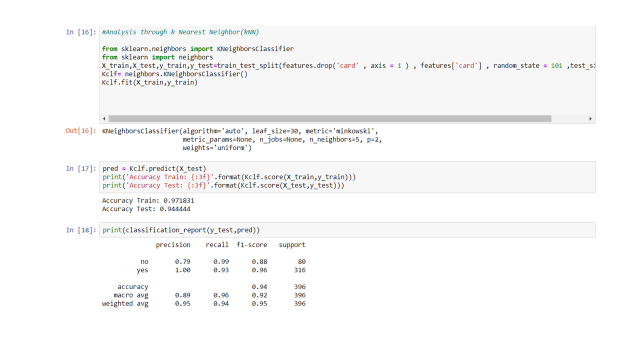 In [16]: #Analysis through k Nearest Neighbor(kNN)
from sklearn.neighbors import KNeighborsClassifier
from sklearn import neighbors
X_train,X_test,y_train,y_test=train_test_split(features.drop('card' , axis = 1 ) , features['card'] , random_state = 101 ,test_si
Kclf= neighbors.KNeighborsClassifier()
Kclf.fit(X_train,y_train)
Out[16]: KNeighborsClassifier(algorithm='auto', leaf_size=30, metric='minkowski',
metric_params=None, n_jobs=None, n_neighbors=5, p=2,
weights='uniform')
In [17]: pred = Kclf.predict(X_test)
print('Accuracy Train: {:3f}'.format(Kclf.score(X_train,y_train)))
print('Accuracy Test: {:3f}'.format(Kclf.score(X_test,y_test)))
Accuracy Train: 0.971831
Accuracy Test: 0.944444
In [18]: print(classification_report(y_test,pred))
precision recall f1-score support
no 0.79 0.99 0.88 80
yes 1.00 0.93 0.96 316
accuracy 0.94 396
macro avg 0.89 0.96 0.92 396
weighted avg 0.95 0.94 0.95 396